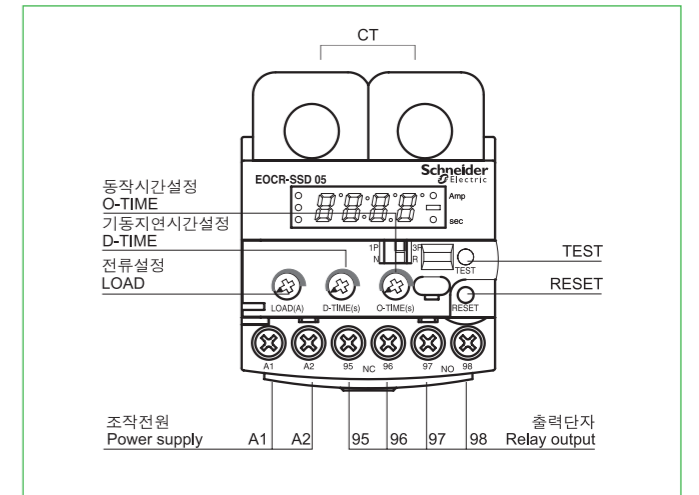 CT
EOCR-SSD 05
Schneider
Electric
Amp
sec
동작시간설정
O-TIME
기동지연시간설정
D-TIME
전류설정
LOAD
1P 3P
N R
TEST
TEST
RESET
RESET
LOAD(A) D-TIME(s) O-TIME(s)
A1 A2 95 NC 96 97 NO 98
조작전원
Power supply A1 A2 95 96 97 98
출력단자
Relay output